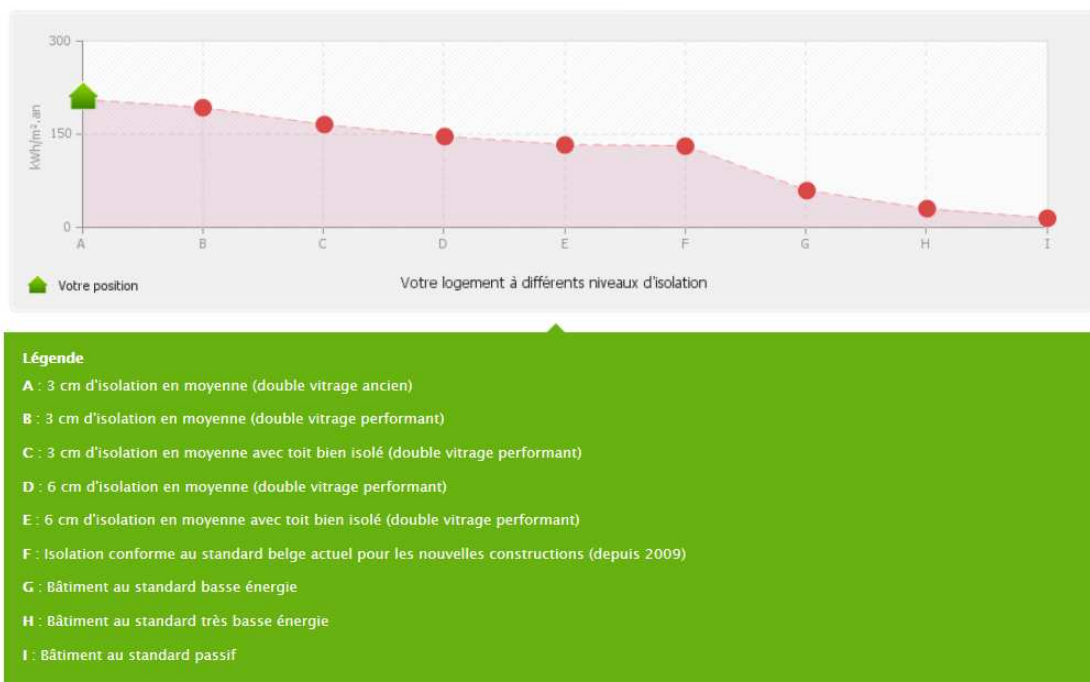 300
150
0
kWh/m².an
A B C D E F G H I
Votre position
Votre logement à différents niveaux d'isolation
Légende
A : 3 cm d'isolation en moyenne (double vitrage ancien)
B : 3 cm d'isolation en moyenne (double vitrage performant)
C : 3 cm d'isolation en moyenne avec toit bien isolé (double vitrage performant)
D : 6 cm d'isolation en moyenne (double vitrage performant)
E : 6 cm d'isolation en moyenne avec toit bien isolé (double vitrage performant)
F : Isolation conforme au standard belge actuel pour les nouvelles constructions (depuis 2009)
G : Bâtiment au standard basse énergie
H : Bâtiment au standard très basse énergie
I : Bâtiment au standard passif